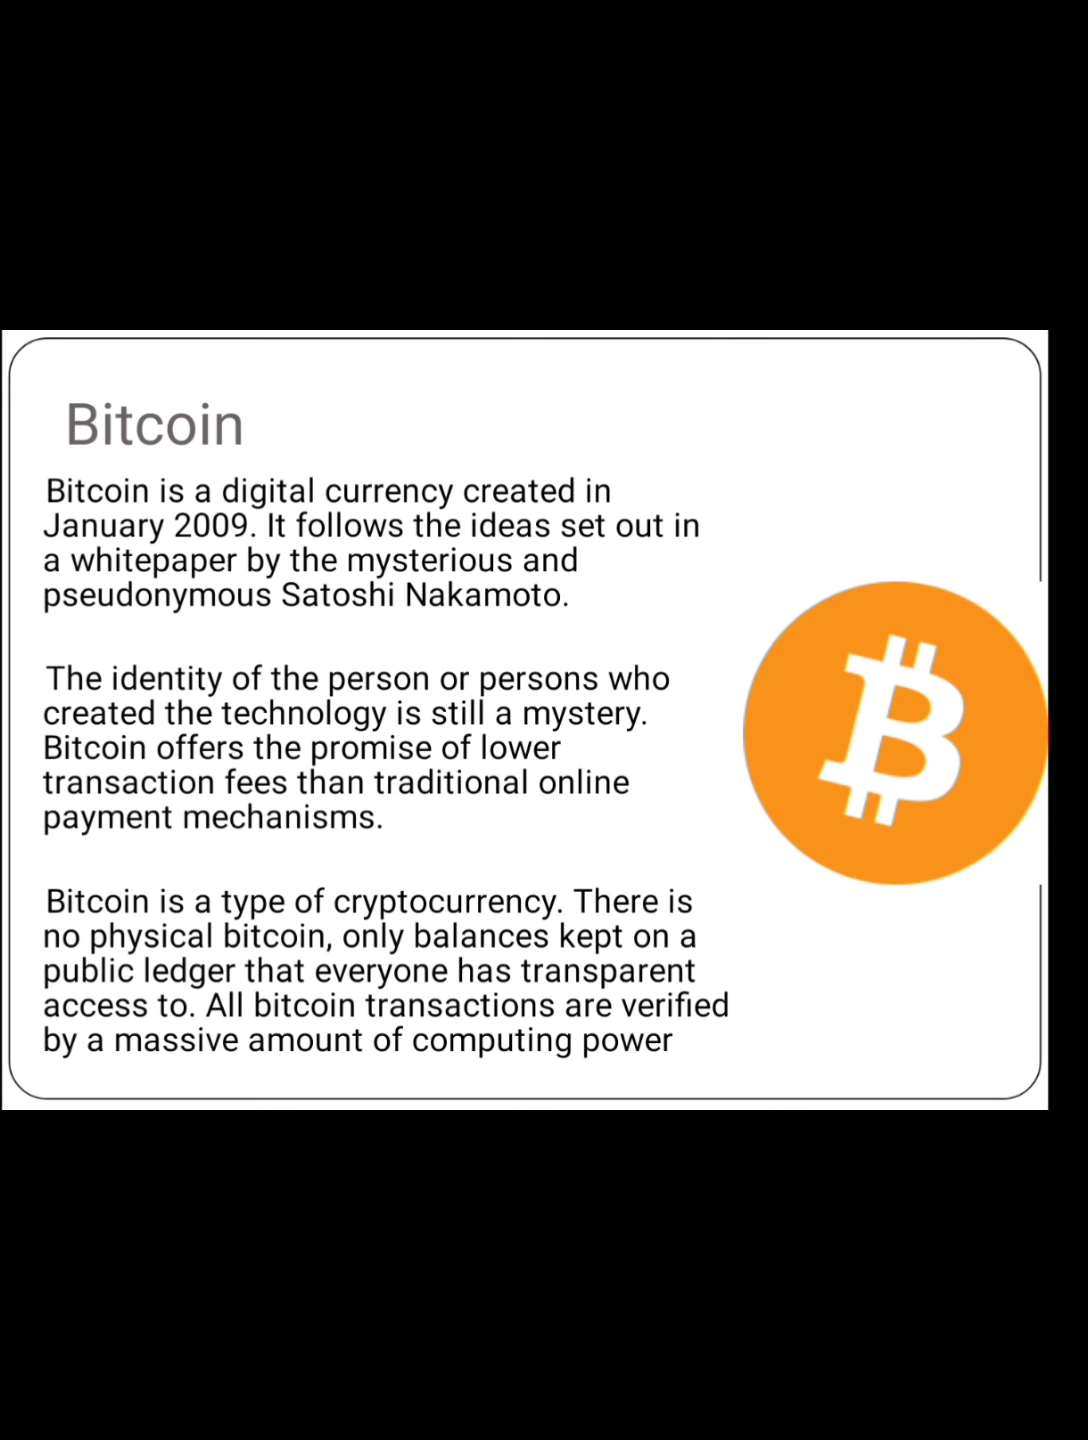 Bitcoin
Bitcoin is a digital currency created in
January 2009. It follows the ideas set out in
a whitepaper by the mysterious and
pseudonymous Satoshi Nakamoto.
The identity of the person or persons who
created the technology is still a mystery.
Bitcoin offers the promise of lower
transaction fees than traditional online
payment mechanisms.
Bitcoin is a type of cryptocurrency. There is
no physical bitcoin, only balances kept on a
public ledger that everyone has transparent
access to. All bitcoin transactions are verified
by a massive amount of computing power